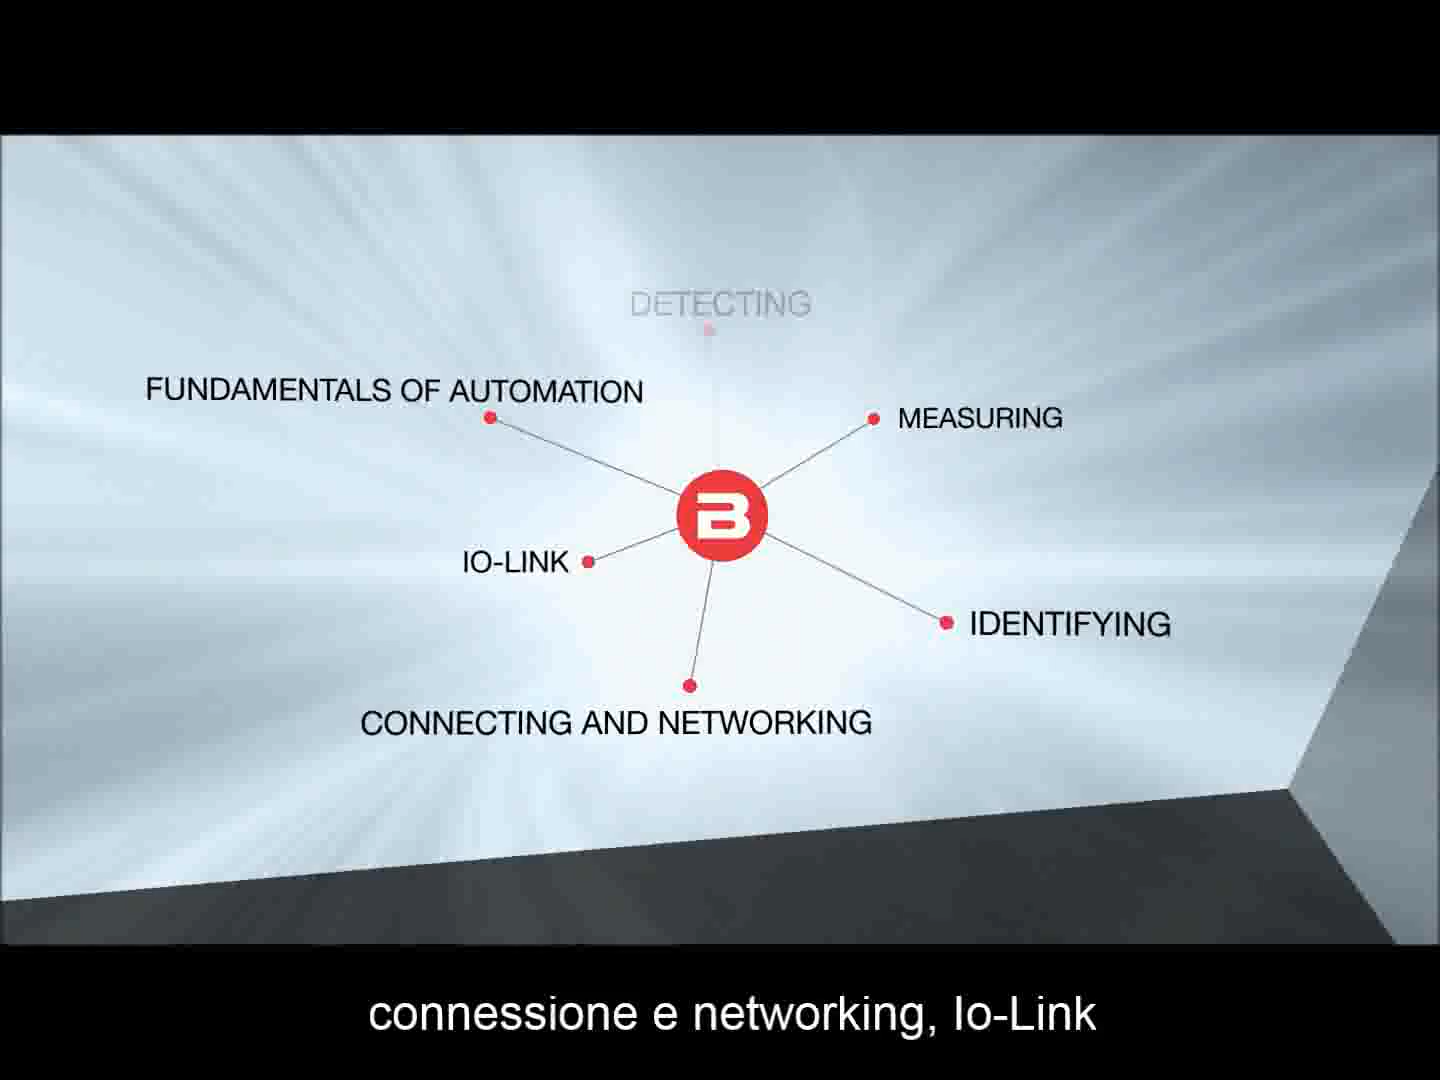 DETECTING
FUNDAMENTALS OF AUTOMATION
MEASURING
B
IO-LINK
IDENTIFYING
CONNECTING AND NETWORKING
connessione e networking, Io-Link